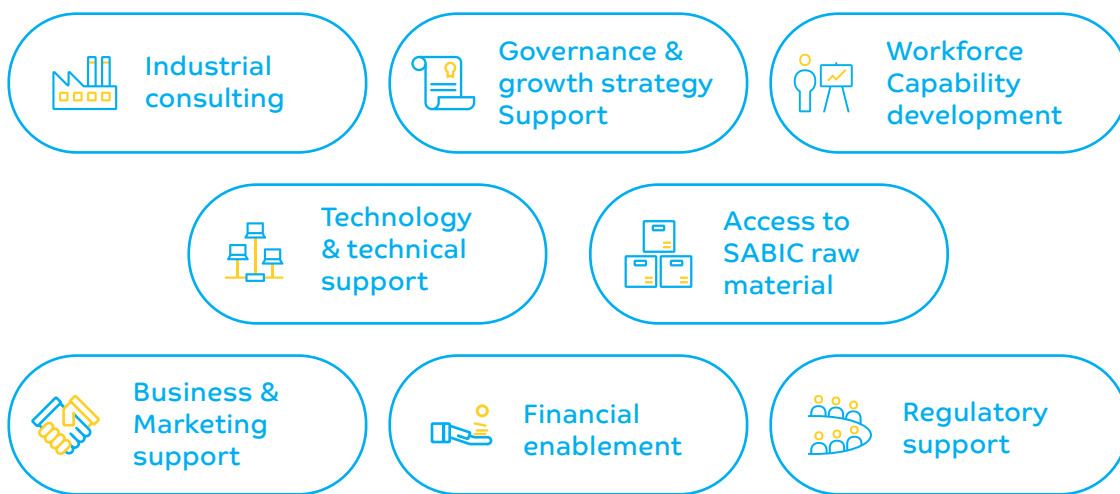 Industrial
consulting
Governance &
growth strategy
Support
Workforce
Capability
development
Technology
& technical
support
Access to
SABIC raw
material
Business &
Marketing
support
Financial
enablement
Regulatory
support